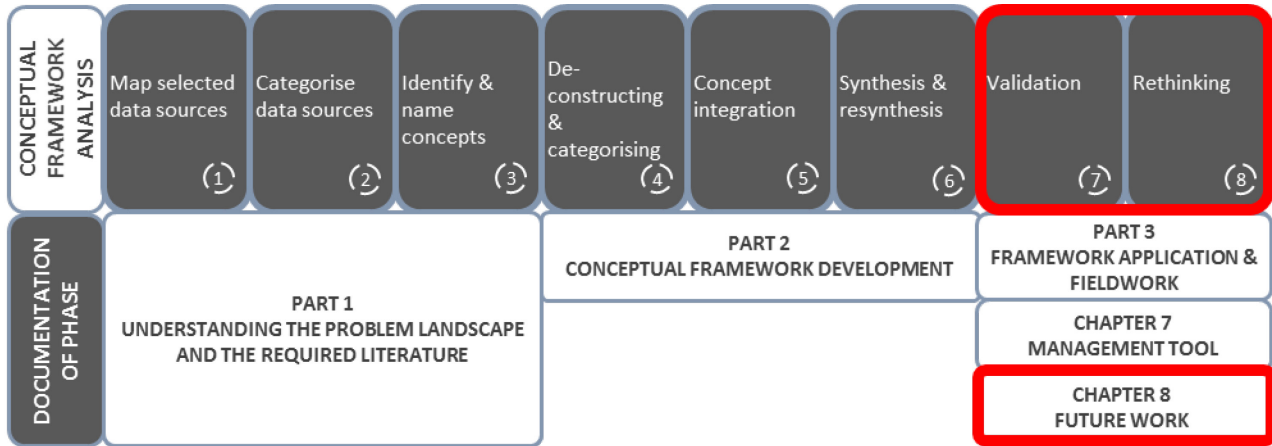 CONCEPTUAL
FRAMEWORK
ANALYSIS
Map selected
data sources
1
Categorise
data sources
2
Identify &
name
concepts
3
De-
constructing
&
categorising
4
Concept
integration
5
Synthesis &
resynthesis
6
Validation
7
Rethinking
8
DOCUMENTATION
OF PHASE
PART 1
UNDERSTANDING THE PROBLEM LANDSCAPE
AND THE REQUIRED LITERATURE
PART 2
CONCEPTUAL FRAMEWORK DEVELOPMENT
PART 3
FRAMEWORK APPLICATION &
FIELDWORK
CHAPTER 7
MANAGEMENT TOOL
CHAPTER 8
FUTURE WORK